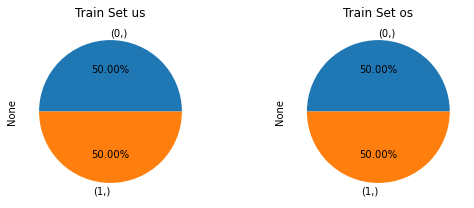 Train Set us
(0,)
50.00%
None
50.00%
(1,)
Train Set os
(0,)
50.00%
None
50.00%
(1,)